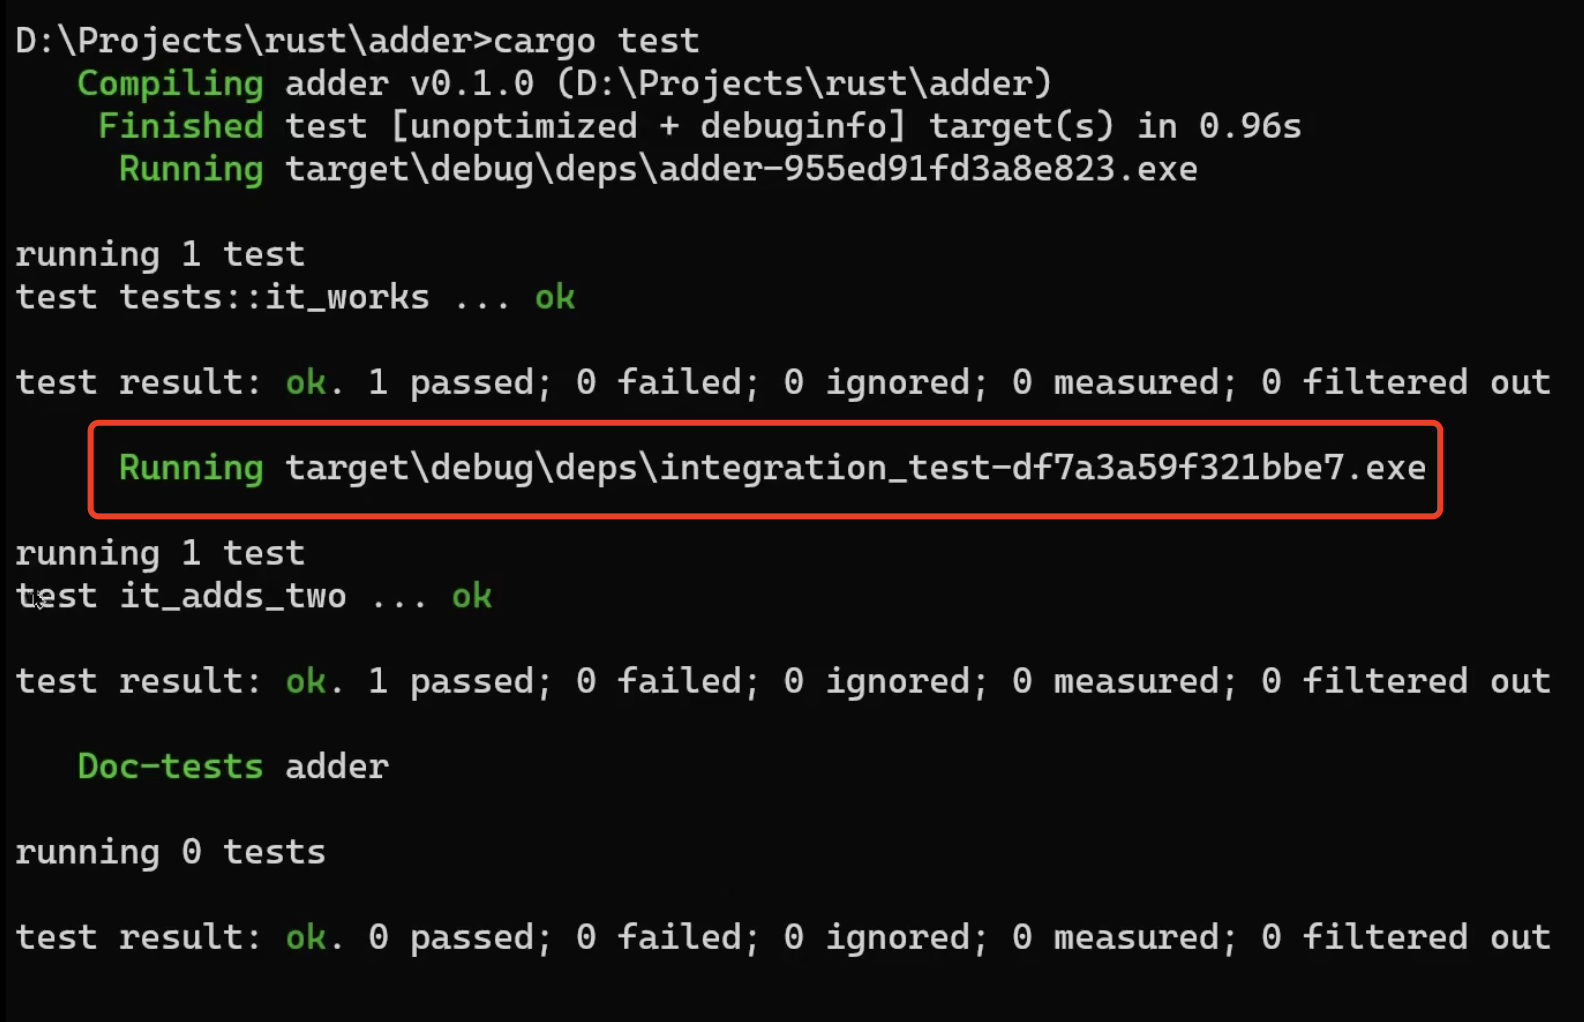 D:\Projects\rust\adder>cargo test
Compiling adder v0.1.0 (D:\Projects\rust\adder)
Finished test [unoptimized + debuginfo] target(s) in 0.96s
Running target\debug\deps\adder-955ed91fd3a8e823.exe
running 1 test
test tests::it_works ... ok
test result: ok. 1 passed; 0 failed; 0 ignored; 0 measured; 0 filtered out
Running target\debug\deps\integration_test-df7a3a59f321bbe7.exe
running 1 test
test it_adds_two ... ok
test result: ok. 1 passed; 0 failed; 0 ignored; 0 measured; 0 filtered out
Doc-tests adder
running 0 tests
test result: ok. 0 passed; 0 failed; 0 ignored; 0 measured; 0 filtered out